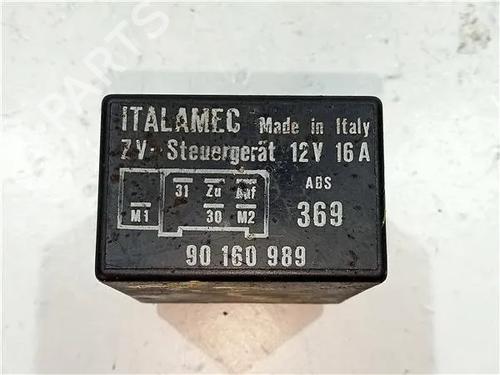 ITALAMEC Made in Italy
ZV- Steuergerät 12V 16A
31 Zu Auf ABS
M1 30 M2 369
90 160 989
PARTS